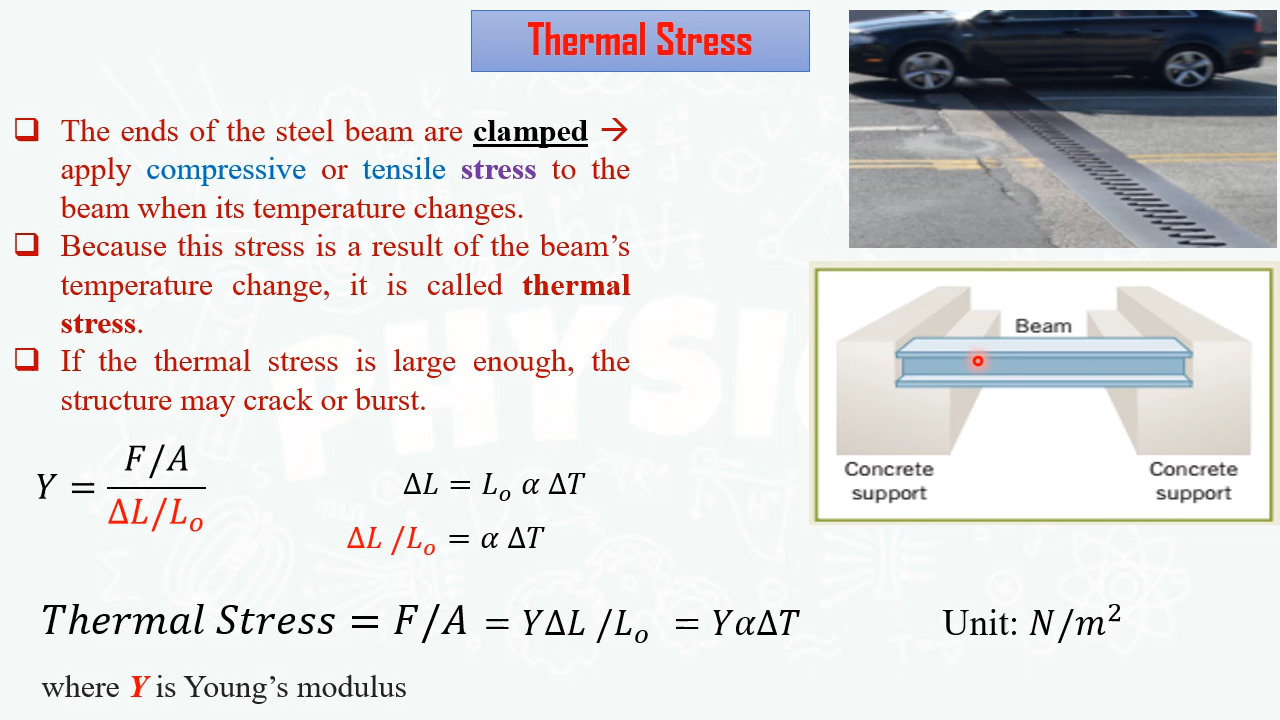 Thermal Stress
❑ The ends of the steel beam are clamped →
apply compressive or tensile stress to the
beam when its temperature changes.
❑ Because this stress is a result of the beam’s
temperature change, it is called thermal
stress.
❑ If the thermal stress is large enough, the
structure may crack or burst.
Y = F/A / ΔL/Lₒ
ΔL = Lₒ α ΔT
ΔL /Lₒ = α ΔT
Beam
Concrete
support
Concrete
support
Thermal Stress = F/A = YΔL /Lₒ = YαΔT
Unit: N/m²
where Y is Young’s modulus
PHYSIC